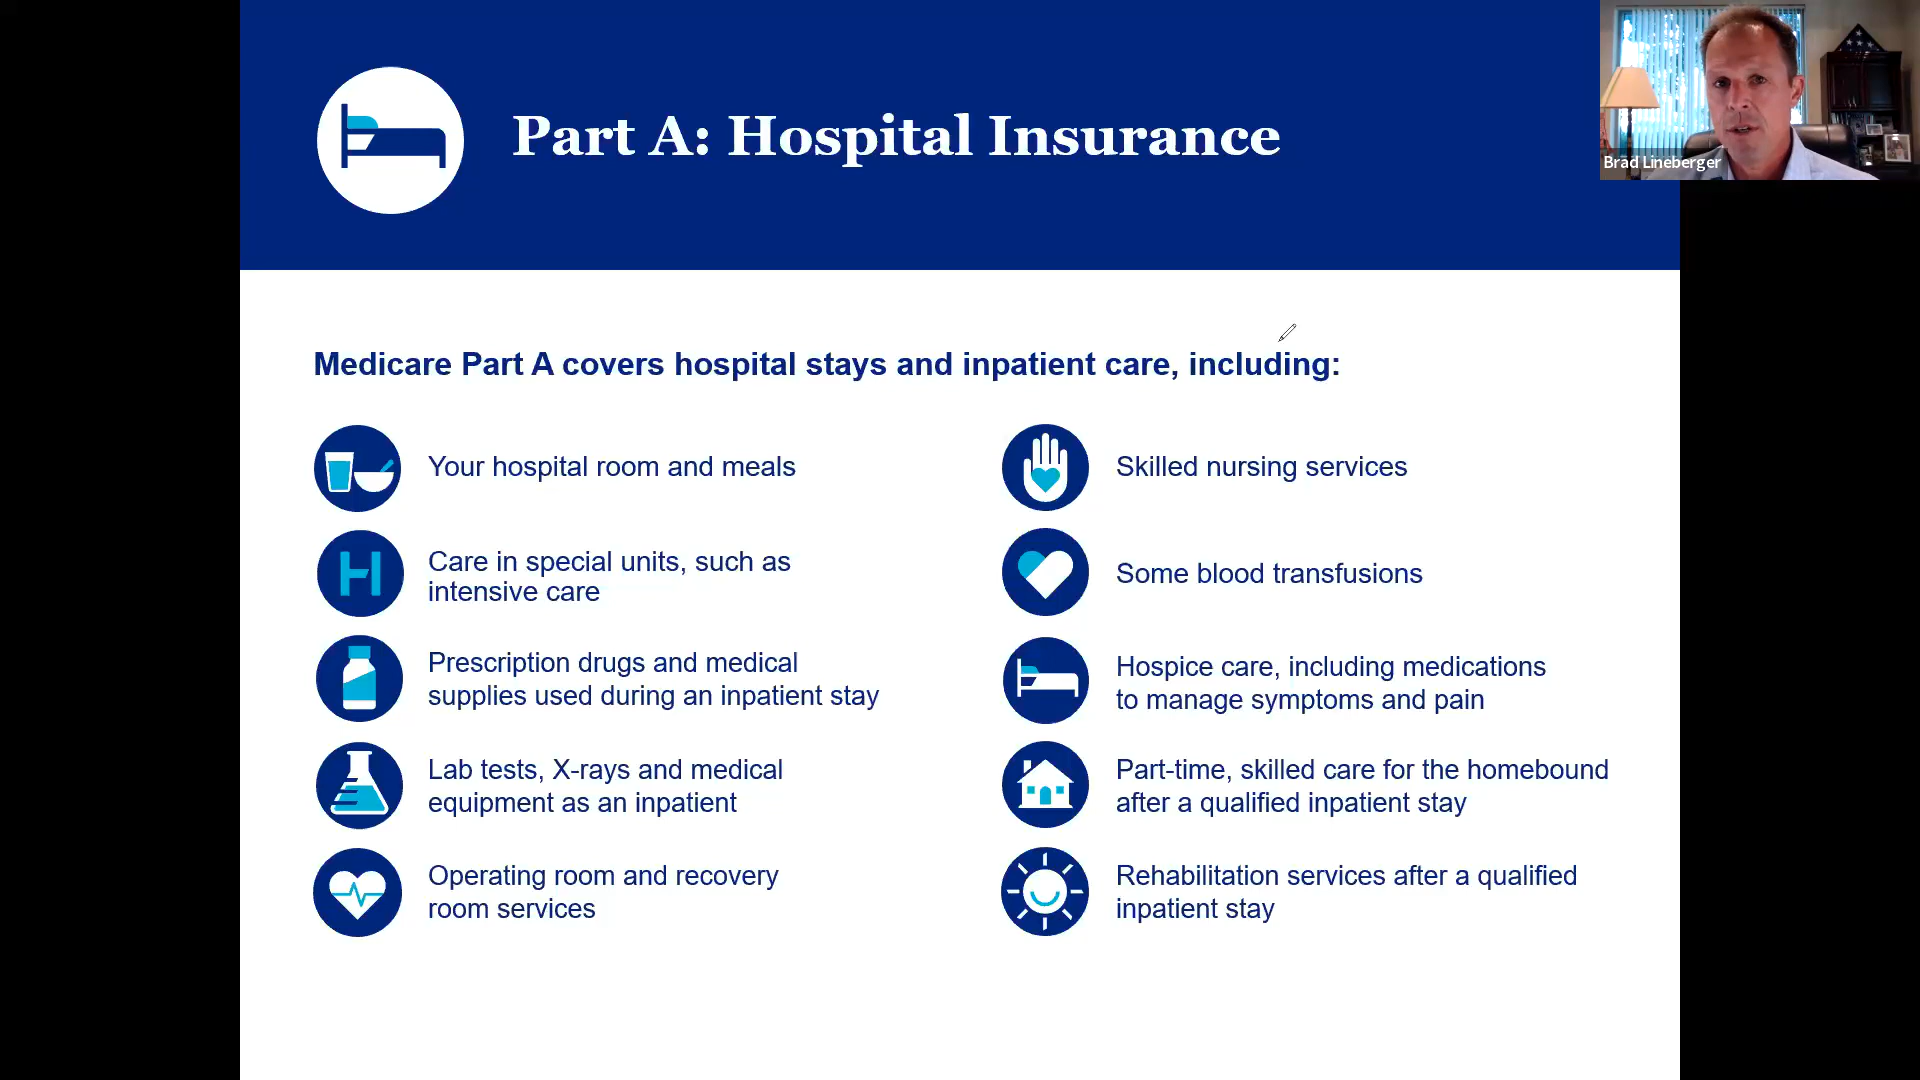 Part A: Hospital Insurance
Brad Lineberger
Medicare Part A covers hospital stays and inpatient care, including:
Your hospital room and meals
Care in special units, such as
intensive care
Prescription drugs and medical
supplies used during an inpatient stay
Lab tests, X-rays and medical
equipment as an inpatient
Operating room and recovery
room services
Skilled nursing services
Some blood transfusions
Hospice care, including medications
to manage symptoms and pain
Part-time, skilled care for the homebound
after a qualified inpatient stay
Rehabilitation services after a qualified
inpatient stay